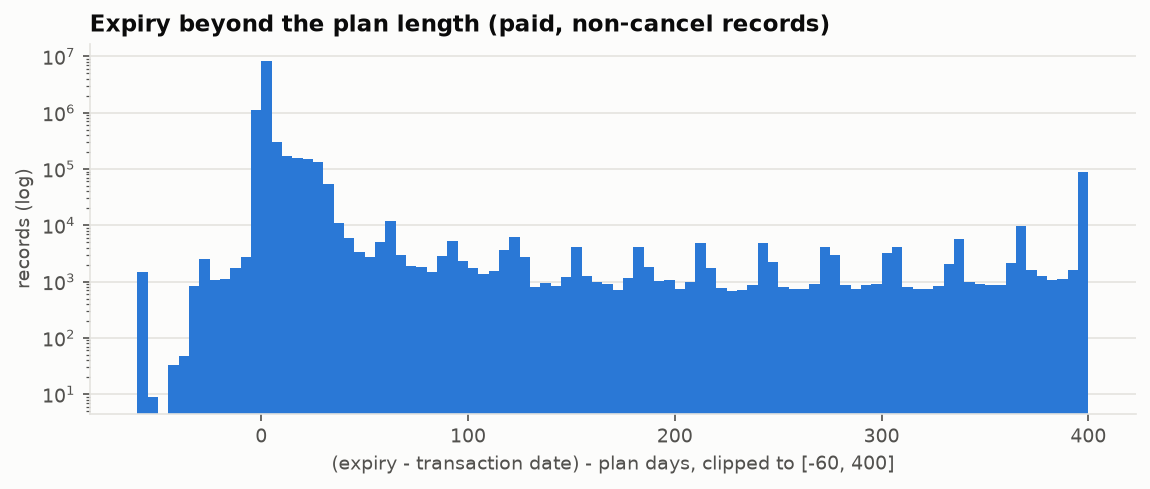 Expiry beyond the plan length (paid, non-cancel records)
records (log)
10⁷
10⁶
10⁵
10⁴
10³
10²
10¹
0 100 200 300 400
(expiry - transaction date) - plan days, clipped to [-60, 400]